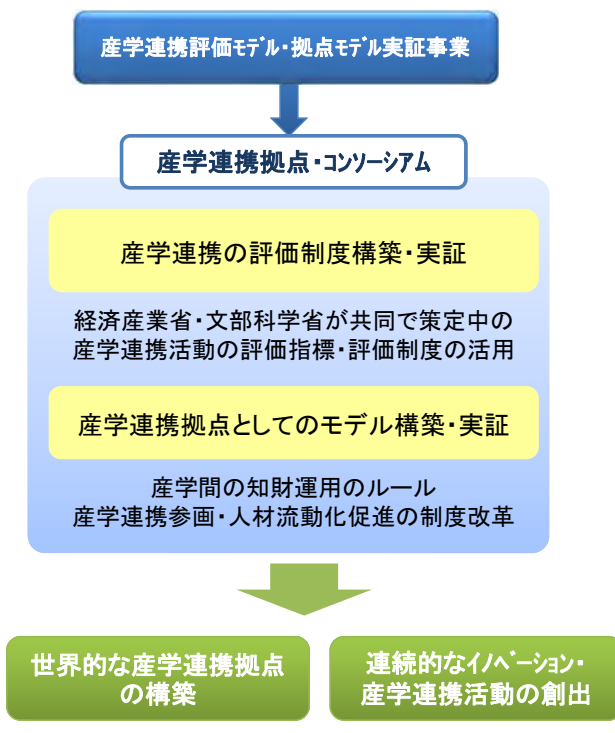 産学連携評価ﾓﾃﾞﾙ・拠点ﾓﾃﾞﾙ実証事業
産学連携拠点・ｺﾝｿｰｼｱﾑ
産学連携の評価制度構築・実証
経済産業省・文部科学省が共同で策定中の
産学連携活動の評価指標・評価制度の活用
産学連携拠点としてのモデル構築・実証
産学間の知財運用のルール
産学連携参画・人材流動化促進の制度改革
世界的な産学連携拠点
の構築
連続的なｲﾉﾍﾞｰｼｮﾝ・
産学連携活動の創出